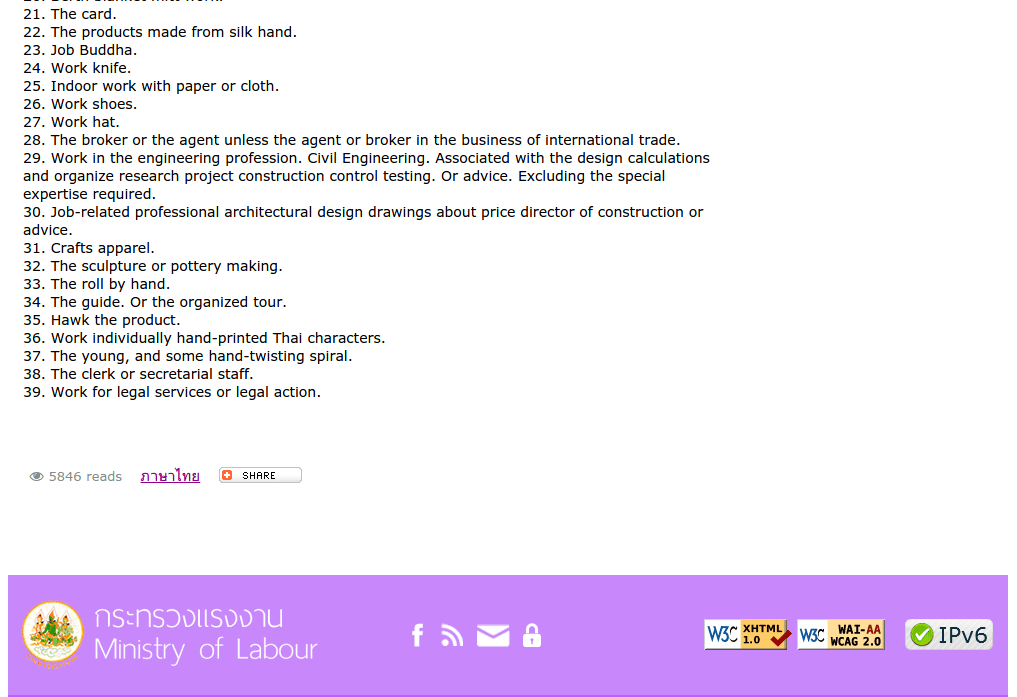 21. The card.
22. The products made from silk hand.
23. Job Buddha.
24. Work knife.
25. Indoor work with paper or cloth.
26. Work shoes.
27. Work hat.
28. The broker or the agent unless the agent or broker in the business of international trade.
29. Work in the engineering profession. Civil Engineering. Associated with the design calculations
and organize research project construction control testing. Or advice. Excluding the special
expertise required.
30. Job-related professional architectural design drawings about price director of construction or
advice.
31. Crafts apparel.
32. The sculpture or pottery making.
33. The roll by hand.
34. The guide. Or the organized tour.
35. Hawk the product.
36. Work individually hand-printed Thai characters.
37. The young, and some hand-twisting spiral.
38. The clerk or secretarial staff.
39. Work for legal services or legal action.
5846 reads ภาษาไทย SHARE
กระทรวงแรงงาน
Ministry of Labour
W3C XHTML 1.0
W3C WAI-AA WCAG 2.0
IPv6